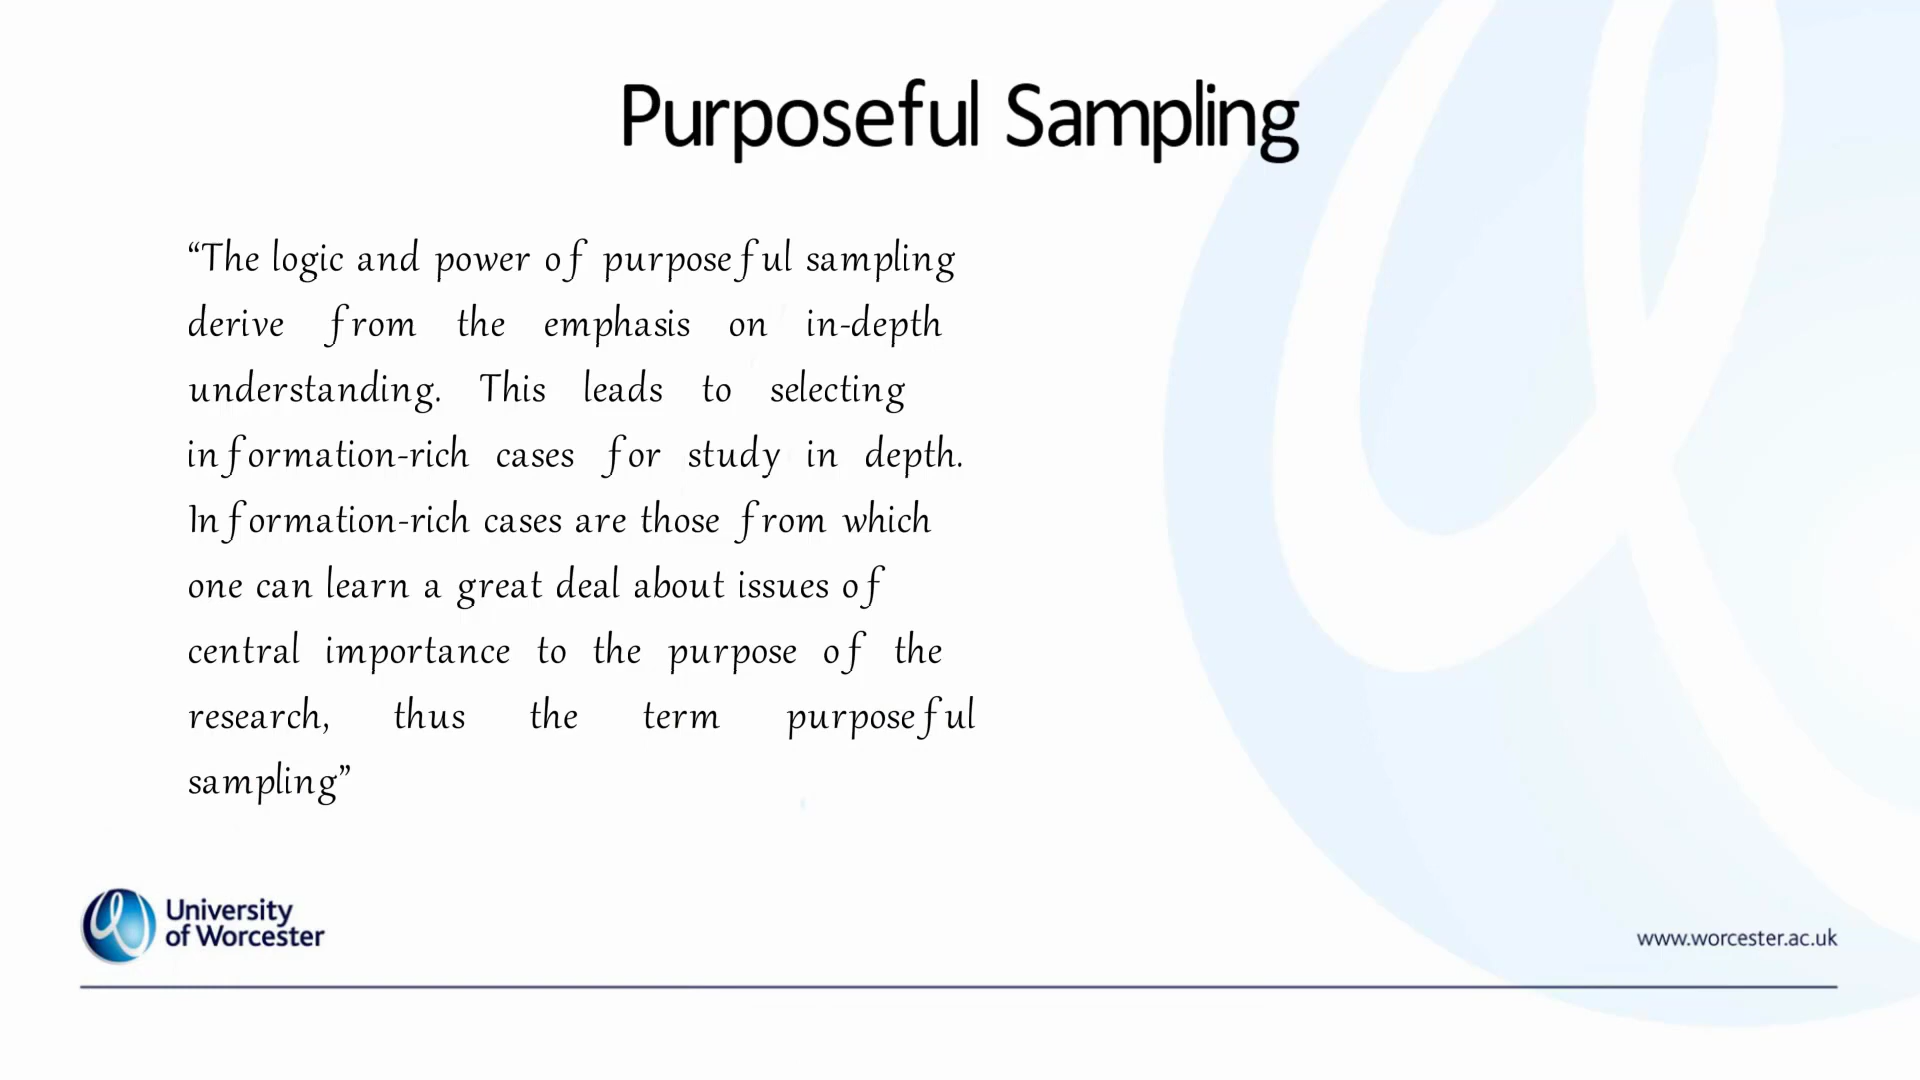 Purposeful Sampling
“The logic and power of purposeful sampling
derive from the emphasis on in-depth
understanding. This leads to selecting
information-rich cases for study in depth.
Information-rich cases are those from which
one can learn a great deal about issues of
central importance to the purpose of the
research, thus the term purposeful
sampling”
University
of Worcester
www.worcester.ac.uk